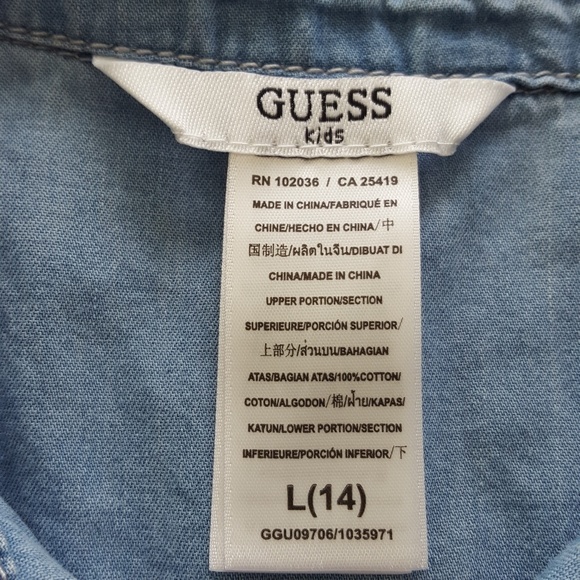 GUESS
kids
RN 102036 / CA 25419
MADE IN CHINA/FABRIQUÉ EN
CHINE/HECHO EN CHINA/中
国制造/ผลิตในจีน/DIBUAT DI
CHINA/MADE IN CHINA
UPPER PORTION/SECTION
SUPERIEURE/PORCIÓN SUPERIOR/
上部分/ส่วนบน/BAHAGIAN
ATAS/BAGIAN ATAS/100%COTTON/
COTON/ALGODON/棉/ฝ้าย/KAPAS/
KATUN/LOWER PORTION/SECTION
INFERIEURE/PORCIÓN INFERIOR/下
L(14)
GGU09706/1035971